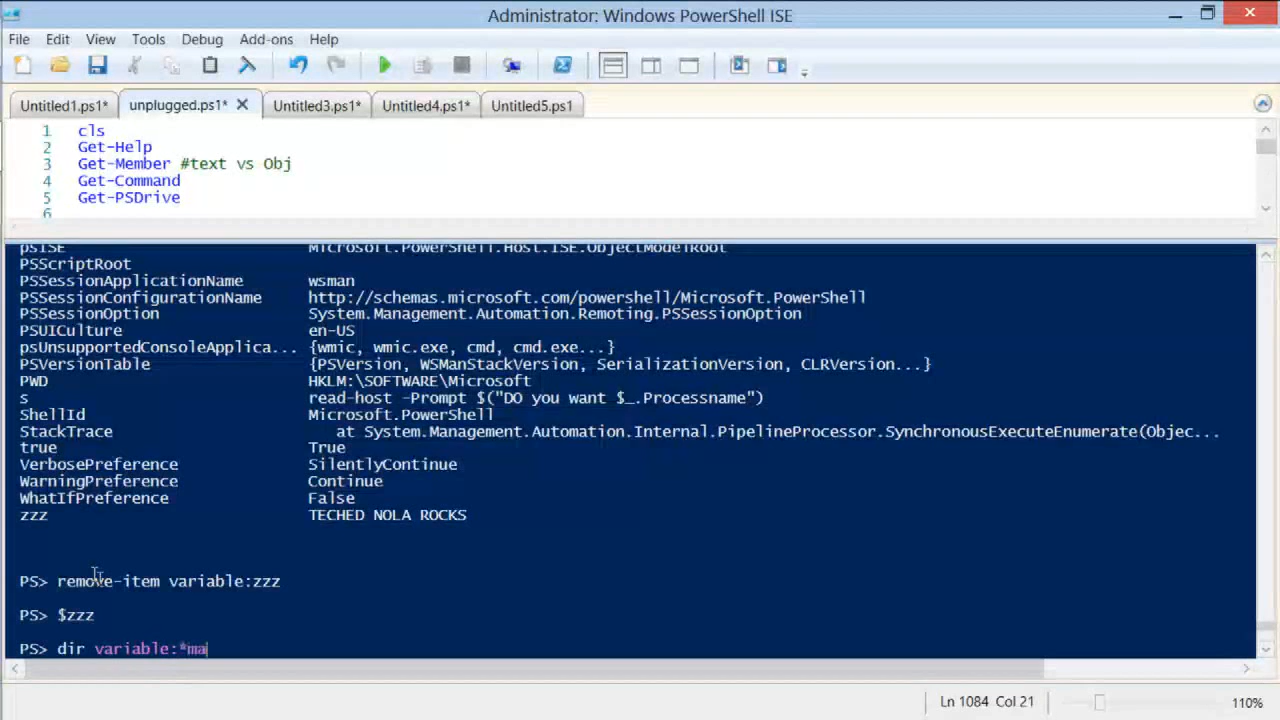 Administrator: Windows PowerShell ISE
File Edit View Tools Debug Add-ons Help
Untitled1.ps1* unplugged.ps1* Untitled3.ps1* Untitled4.ps1* Untitled5.ps1
1 cls
2 Get-Help
3 Get-Member #text vs Obj
4 Get-Command
5 Get-PSDrive
6
psISE Microsoft.PowerShell.Host.ISE.ObjectModelRoot
PSScriptRoot
PSSessionApplicationName wsman
PSSessionConfigurationName http://schemas.microsoft.com/powershell/Microsoft.PowerShell
PSSessionOption System.Management.Automation.Remoting.PSSessionOption
PSUICulture en-US
psUnsupportedConsoleApplica... {wmic, wmic.exe, cmd, cmd.exe...}
PSVersionTable {PSVersion, WSManStackVersion, SerializationVersion, CLRVersion...}
PWD HKLM:\SOFTWARE\Microsoft
s read-host -Prompt $("DO you want $_.Processname")
ShellId Microsoft.PowerShell
StackTrace at System.Management.Automation.Internal.PipelineProcessor.SynchronousExecuteEnumerate(Objec...
true True
VerbosePreference SilentlyContinue
WarningPreference Continue
WhatIfPreference False
zzz TECHED NOLA ROCKS
PS> remove-item variable:zzz
PS> $zzz
PS> dir variable:*ma
Ln 1084 Col 21 110%